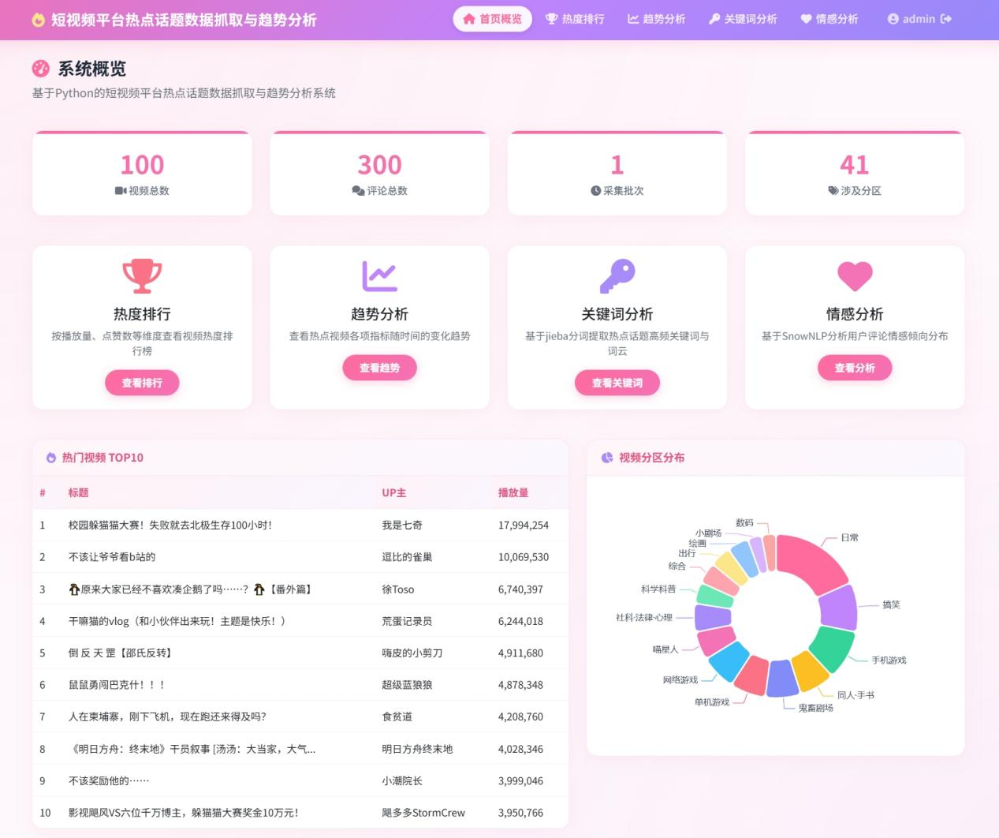 短视频平台热点话题数据抓取与趋势分析
首页概览 热度排行 趋势分析 关键词分析 情感分析 admin
系统概览
基于Python的短视频平台热点话题数据抓取与趋势分析系统
100 300 1 41
视频总数 评论总数 采集批次 涉及分区
热度排行 趋势分析 关键词分析 情感分析
按播放量、点赞数等维度查看视频热度排 查看热点视频各项指标随时间的变化趋势 基于jieba分词提取热点话题高频关键词与 基于SnowNLP分析用户评论情感倾向分布
行榜 词云
查看排行 查看趋势 查看关键词 查看分析
热门视频 TOP10
# 标题 UP主 播放量
1 校园躲猫猫大赛！失败就去北极生存100小时！ 我是七奇 17,994,254
2 不该让爷爷看b站的 逗比的雀巢 10,069,530
3 🐧原来大家已经不喜欢凑企鹅了吗……？🐧【番外篇】 徐Toso 6,740,397
4 干嘛猫的vlog（和小伙伴出来玩！主题是快乐！） 荒蛋记录员 6,244,018
5 倒 反 天 罡【邵氏反转】 嗨皮的小剪刀 4,911,680
6 鼠鼠勇闯巴克什！！！ 超级蓝狼狼 4,878,348
7 人在柬埔寨，刚下飞机，现在跑还来得及吗？ 食贫道 4,208,760
8 《明日方舟：终末地》干员叙事 [汤汤：大当家，大气... 明日方舟终末地 4,028,346
9 不该奖励他的…… 小潮院长 3,999,046
10 影视飓风VS六位千万博主，躲猫猫大赛奖金10万元！ 飓多多StormCrew 3,950,766
视频分区分布
数码
小剧场
日常
绘画
出行
综合
科学科普
搞笑
社科·法律·心理
喵星人
手机游戏
网络游戏
同人·手书
单机游戏
鬼畜剧场